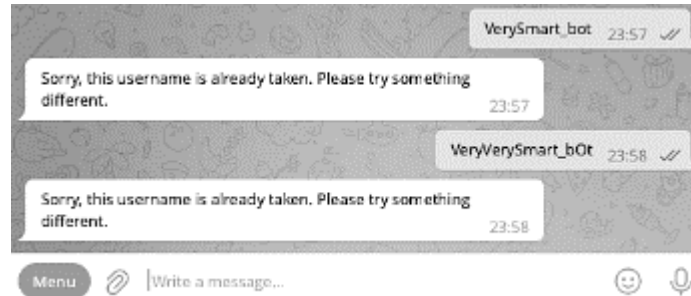 VerySmart_bot 23:57
Sorry, this username is already taken. Please try something
different.
23:57
VeryVerySmart_bOt 23:58
Sorry, this username is already taken. Please try something
different.
23:58
Menu Write a message...